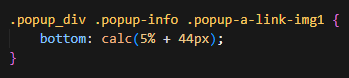 .popup_div .popup-info .popup-a-link-img1 {
    bottom: calc(5% + 44px);
}